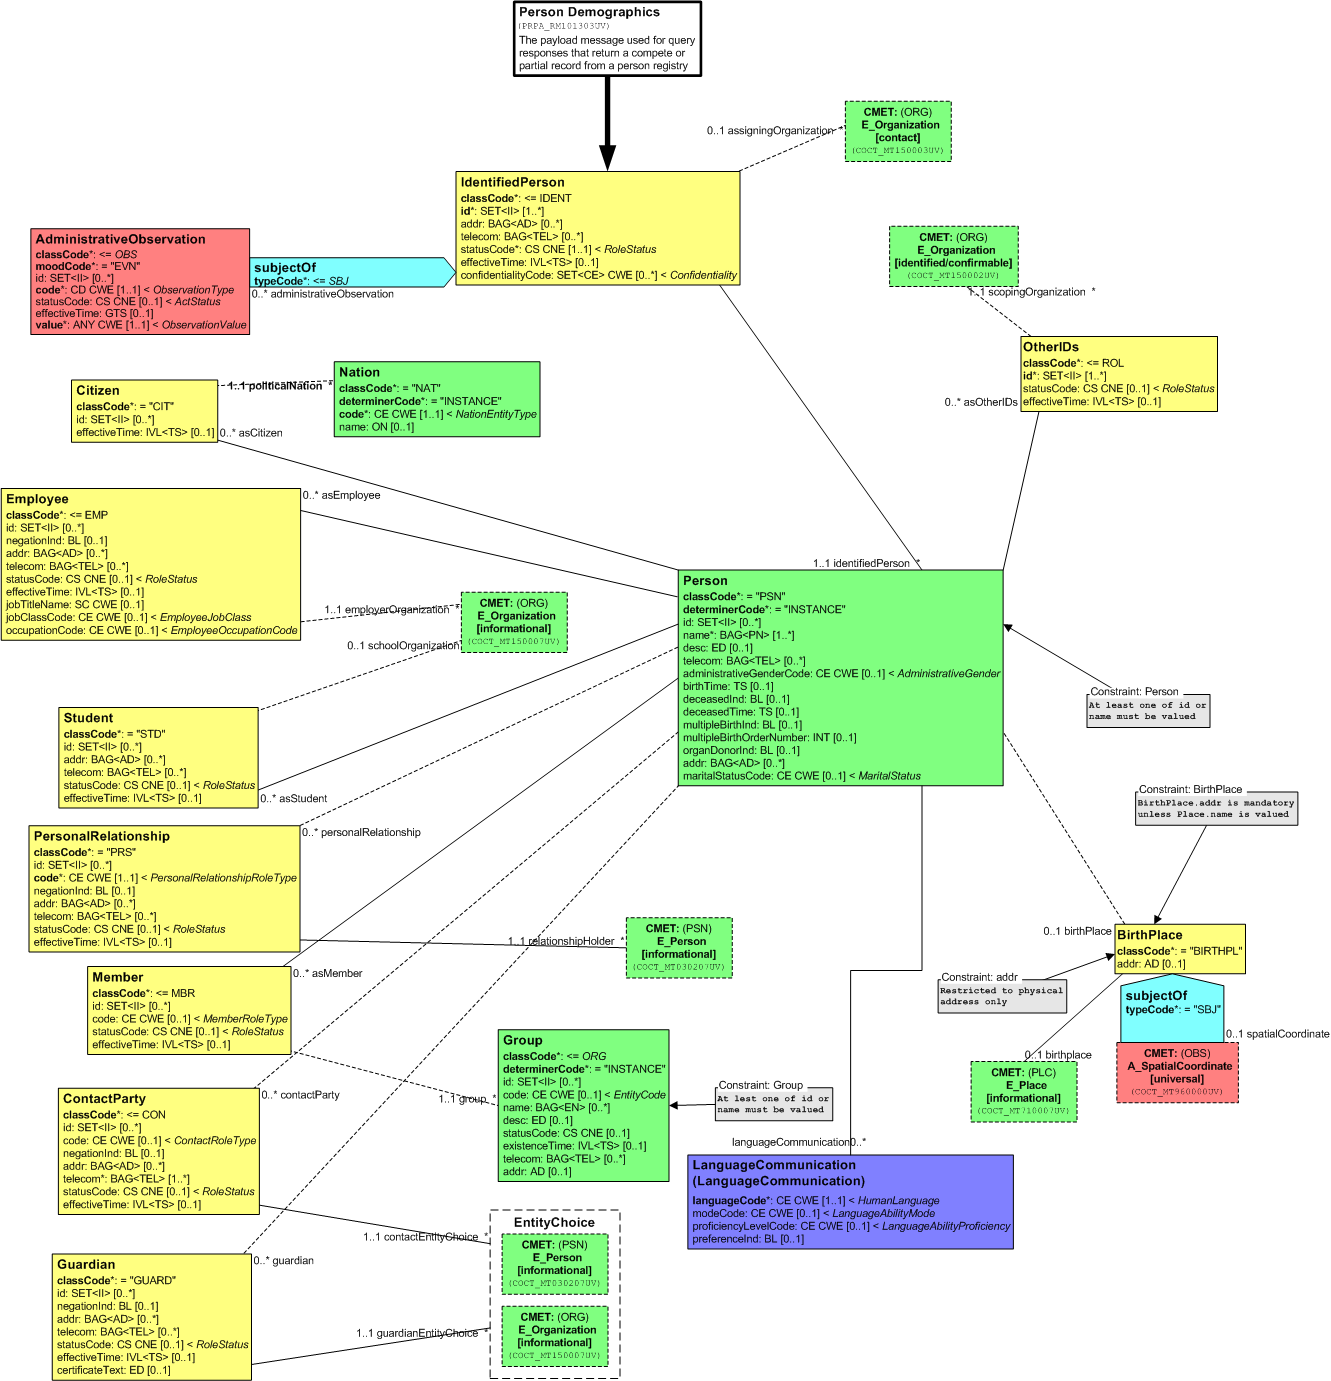 Person Demographics
(PRPA_RM101303UV)
The payload message used for query
responses that return a compete or
partial record from a person registry
CMET: (ORG)
E_Organization
[contact]
(COCT_MT150003UV)
0..1 assigningOrganization *
IdentifiedPerson
classCode*: <= IDENT
id*: SET<II> [1..*]
addr: BAG<AD> [0..*]
telecom: BAG<TEL> [0..*]
statusCode*: CS CNE [1..1] < RoleStatus
effectiveTime: IVL<TS> [0..1]
confidentialityCode: SET<CE> CWE [0..*] < Confidentiality
AdministrativeObservation
classCode*: <= OBS
moodCode*: = "EVN"
id: SET<II> [0..*]
code*: CD CWE [1..1] < ObservationType
statusCode: CS CNE [0..1] < ActStatus
effectiveTime: GTS [0..1]
value*: ANY CWE [1..1] < ObservationValue
subjectOf
typeCode*: <= SBJ
0..* administrativeObservation
CMET: (ORG)
E_Organization
[identified/confirmable]
(COCT_MT150002UV)
1..1 scopingOrganization *
OtherIDs
classCode*: <= ROL
id*: SET<II> [1..*]
statusCode: CS CNE [0..1] < RoleStatus
effectiveTime: IVL<TS> [0..1]
0..* asOtherIDs
Citizen
classCode*: = "CIT"
id: SET<II> [0..*]
effectiveTime: IVL<TS> [0..1]
1..1 politicalNation *
Nation
classCode*: = "NAT"
determinerCode*: = "INSTANCE"
code*: CE CWE [1..1] < NationEntityType
name: ON [0..1]
0..* asCitizen
Employee
classCode*: <= EMP
id: SET<II> [0..*]
negationInd: BL [0..1]
addr: BAG<AD> [0..*]
telecom: BAG<TEL> [0..*]
statusCode: CS CNE [0..1] < RoleStatus
effectiveTime: IVL<TS> [0..1]
jobTitleName: SC CWE [0..1]
jobClassCode: CE CWE [0..1] < EmployeeJobClass
occupationCode: CE CWE [0..1] < EmployeeOccupationCode
0..* asEmployee
1..1 employerOrganization *
0..1 schoolOrganization
CMET: (ORG)
E_Organization
[informational]
(COCT_MT150007UV)
1..1 identifiedPerson *
Person
classCode*: = "PSN"
determinerCode*: = "INSTANCE"
id: SET<II> [0..*]
name*: BAG<PN> [1..*]
desc: ED [0..1]
telecom: BAG<TEL> [0..*]
administrativeGenderCode: CE CWE [0..1] < AdministrativeGender
birthTime: TS [0..1]
deceasedInd: BL [0..1]
deceasedTime: TS [0..1]
multipleBirthInd: BL [0..1]
multipleBirthOrderNumber: INT [0..1]
organDonorInd: BL [0..1]
addr: BAG<AD> [0..*]
maritalStatusCode: CE CWE [0..1] < MaritalStatus
Constraint: Person
At least one of id or
name must be valued
Student
classCode*: = "STD"
id: SET<II> [0..*]
addr: BAG<AD> [0..*]
telecom: BAG<TEL> [0..*]
statusCode: CS CNE [0..1] < RoleStatus
effectiveTime: IVL<TS> [0..1]
0..* asStudent
Constraint: BirthPlace
BirthPlace.addr is mandatory
unless Place.name is valued
PersonalRelationship
classCode*: = "PRS"
id: SET<II> [0..*]
code*: CE CWE [1..1] < PersonalRelationshipRoleType
negationInd: BL [0..1]
addr: BAG<AD> [0..*]
telecom: BAG<TEL> [0..*]
statusCode: CS CNE [0..1] < RoleStatus
effectiveTime: IVL<TS> [0..1]
0..* personalRelationship
1..1 relationshipHolder *
CMET: (PSN)
E_Person
[informational]
(COCT_MT030207UV)
0..1 birthPlace
BirthPlace
classCode*: = "BIRTHPL"
addr: AD [0..1]
Constraint: addr
Restricted to physical
address only
subjectOf
typeCode*: = "SBJ"
0..1 spatialCoordinate
0..1 birthplace
CMET: (OBS)
A_SpatialCoordinate
[universal]
(COCT_MT960000UV)
CMET: (PLC)
E_Place
[informational]
(COCT_MT710007UV)
Member
classCode*: <= MBR
id: SET<II> [0..*]
code: CE CWE [0..1] < MemberRoleType
statusCode: CS CNE [0..1] < RoleStatus
effectiveTime: IVL<TS> [0..1]
0..* asMember
1..1 group *
Group
classCode*: <= ORG
determinerCode*: = "INSTANCE"
id: SET<II> [0..*]
code: CE CWE [0..1] < EntityCode
name: BAG<EN> [0..*]
desc: ED [0..1]
statusCode: CS CNE [0..1]
existenceTime: IVL<TS> [0..1]
telecom: BAG<TEL> [0..*]
addr: AD [0..1]
Constraint: Group
At least one of id or
name must be valued
ContactParty
classCode*: <= CON
id: SET<II> [0..*]
code: CE CWE [0..1] < ContactRoleType
negationInd: BL [0..1]
addr: BAG<AD> [0..*]
telecom*: BAG<TEL> [1..*]
statusCode: CS CNE [0..1] < RoleStatus
effectiveTime: IVL<TS> [0..1]
0..* contactParty
languageCommunication0..*
LanguageCommunication
(LanguageCommunication)
languageCode*: CE CWE [1..1] < HumanLanguage
modeCode: CE CWE [0..1] < LanguageAbilityMode
proficiencyLevelCode: CE CWE [0..1] < LanguageAbilityProficiency
preferenceInd: BL [0..1]
1..1 contactEntityChoice *
EntityChoice
CMET: (PSN)
E_Person
[informational]
(COCT_MT030207UV)
CMET: (ORG)
E_Organization
[informational]
(COCT_MT150007UV)
Guardian
classCode*: = "GUARD"
id: SET<II> [0..*]
negationInd: BL [0..1]
addr: BAG<AD> [0..*]
telecom: BAG<TEL> [0..*]
statusCode: CS CNE [0..1] < RoleStatus
effectiveTime: IVL<TS> [0..1]
certificateText: ED [0..1]
0..* guardian
1..1 guardianEntityChoice *